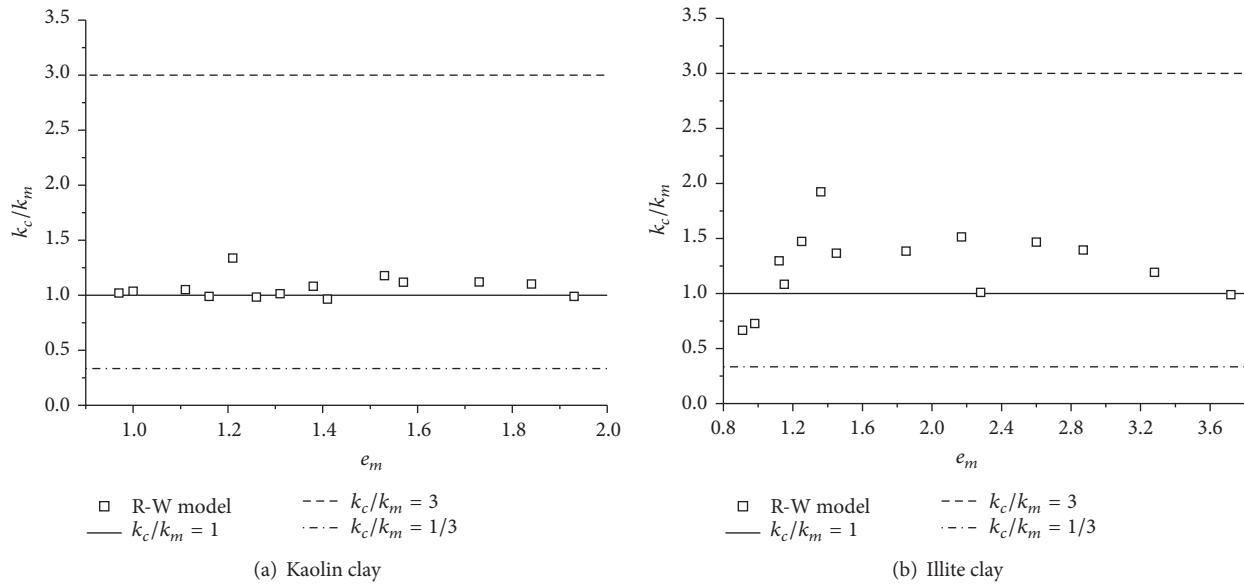 3.5
3.0
2.5
2.0
1.5
1.0
0.5
0.0
k_c/k_m
1.0 1.2 1.4 1.6 1.8 2.0
e_m
R-W model
k_c/k_m = 1
k_c/k_m = 3
k_c/k_m = 1/3
(a) Kaolin clay
3.5
3.0
2.5
2.0
1.5
1.0
0.5
0.0
k_c/k_m
0.8 1.2 1.6 2.0 2.4 2.8 3.2 3.6
e_m
R-W model
k_c/k_m = 1
k_c/k_m = 3
k_c/k_m = 1/3
(b) Illite clay